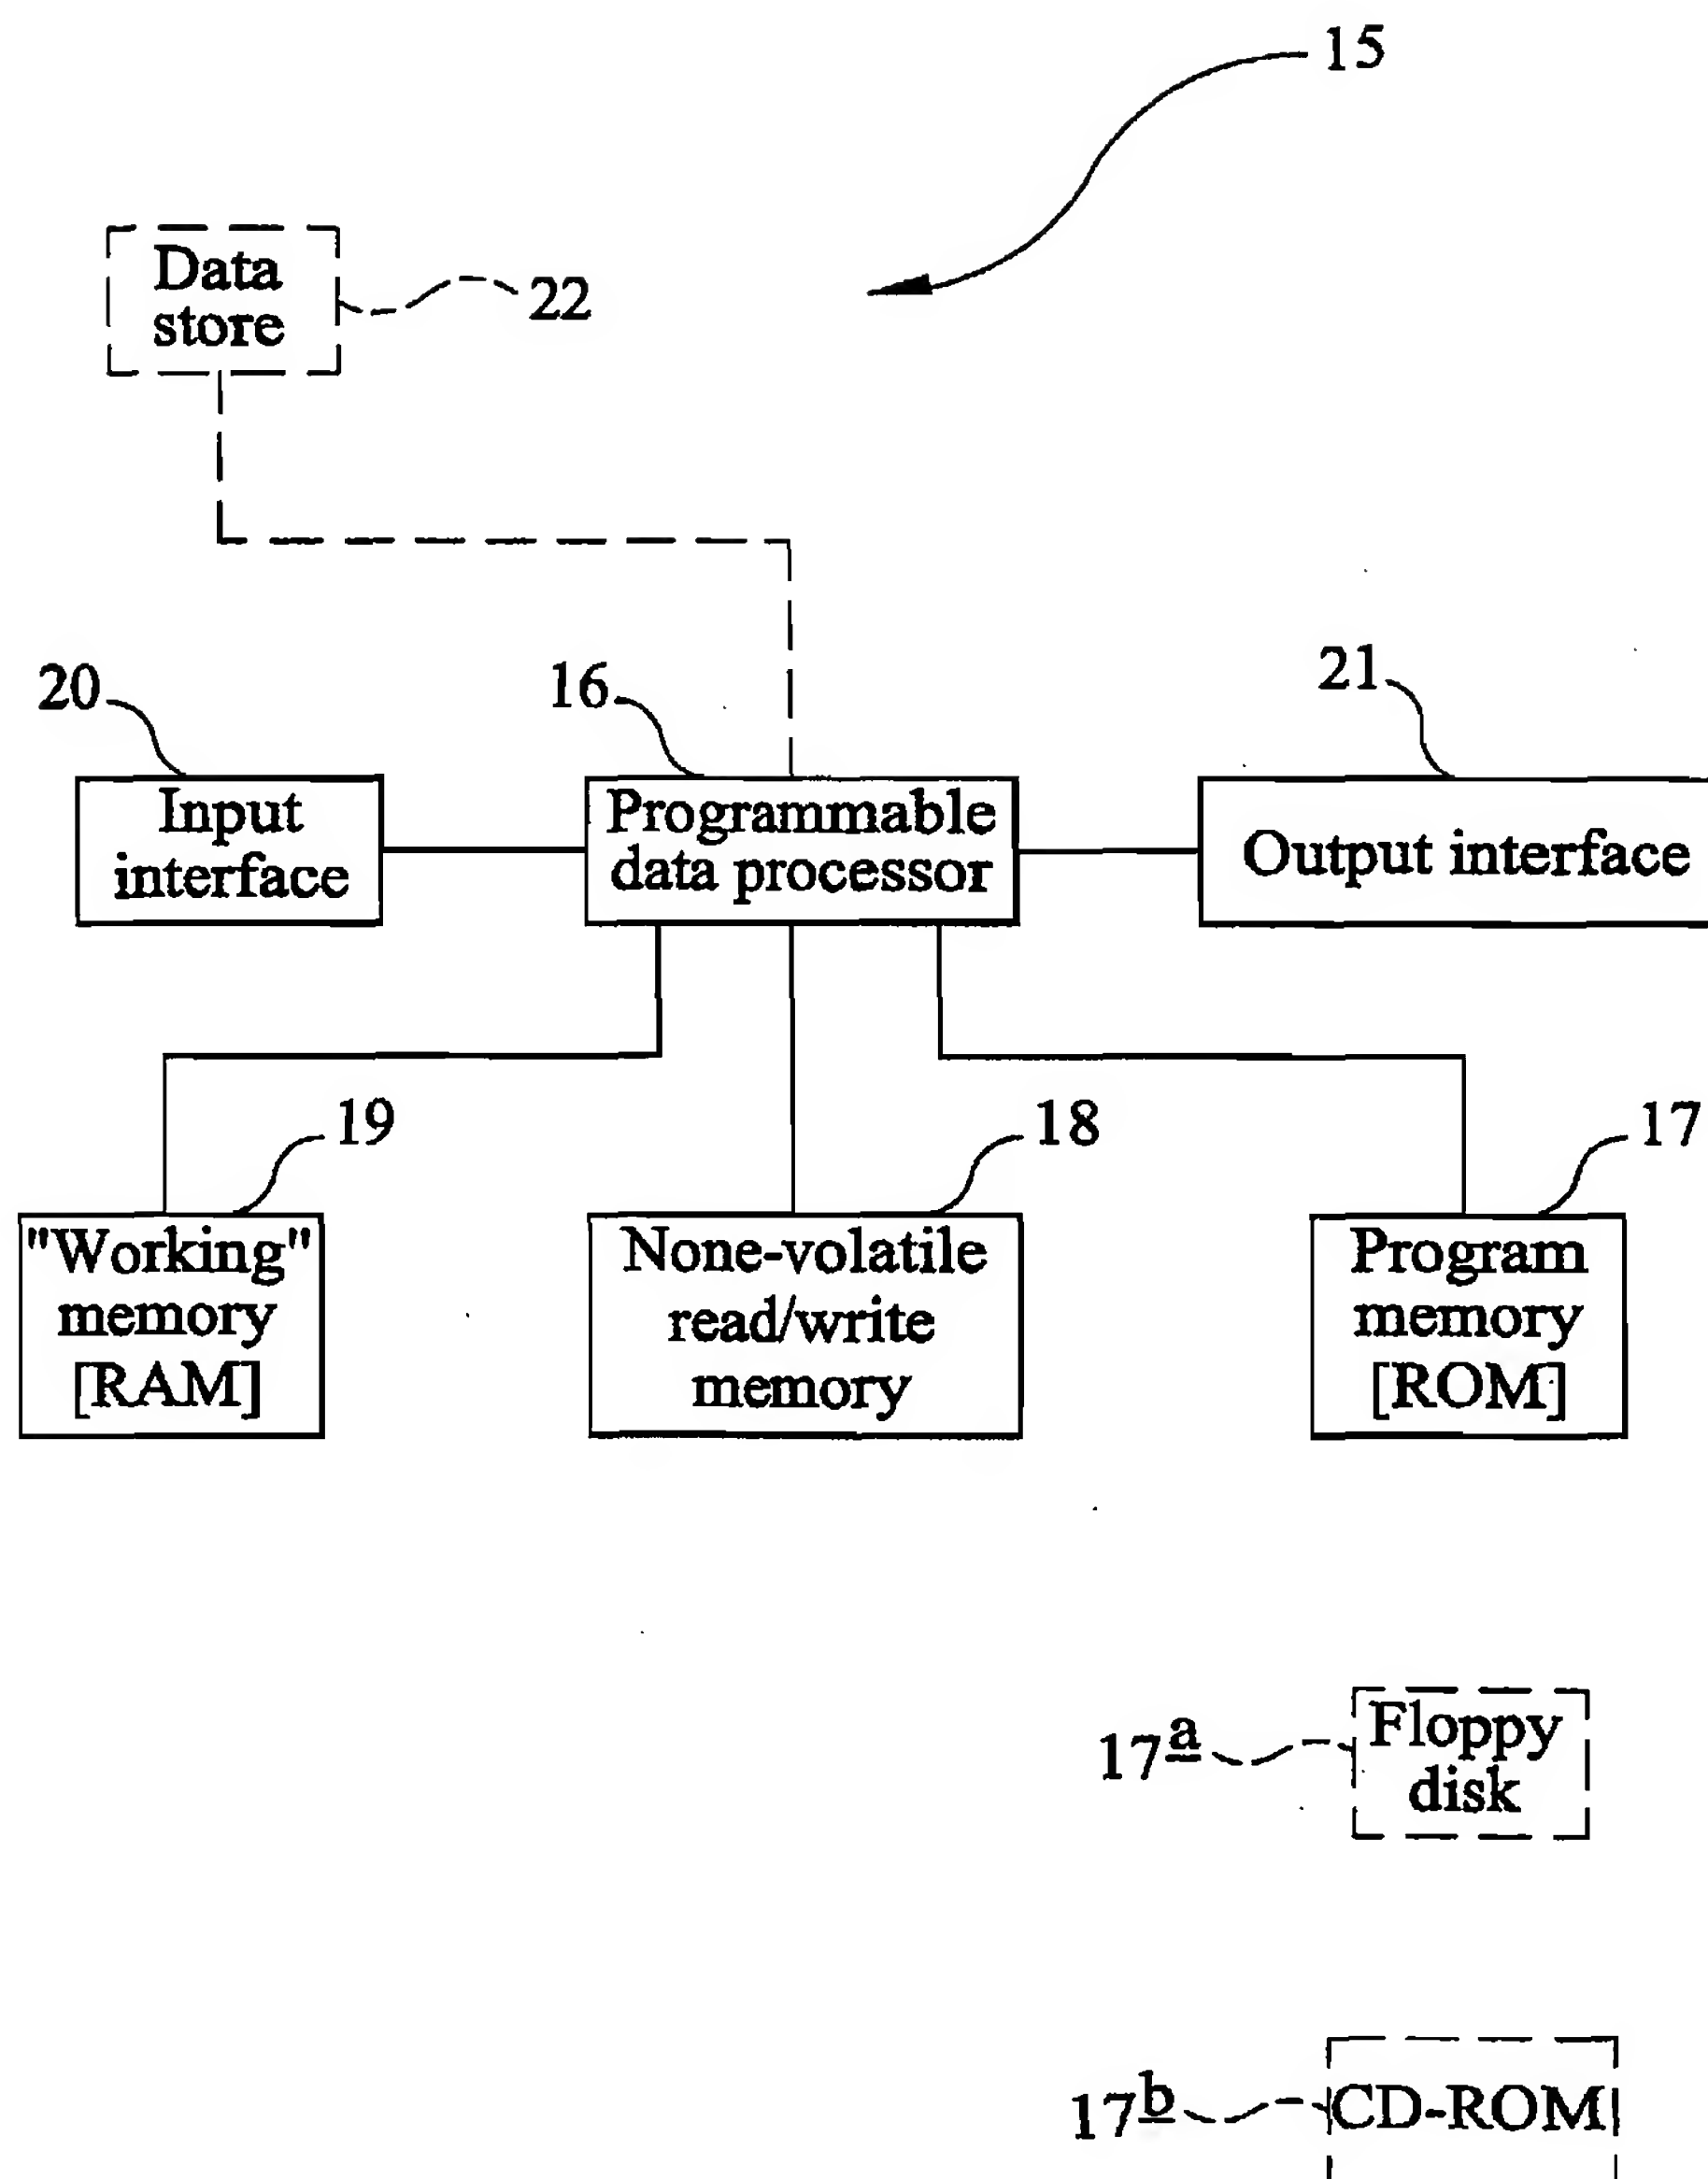 15
Data
store
22
20
16
21
Input
interface
Programmable
data processor
Output interface
19
18
17
"Working"
memory
[RAM]
None-volatile
read/write
memory
Program
memory
[ROM]
17a
Floppy
disk
17b
CD-ROM